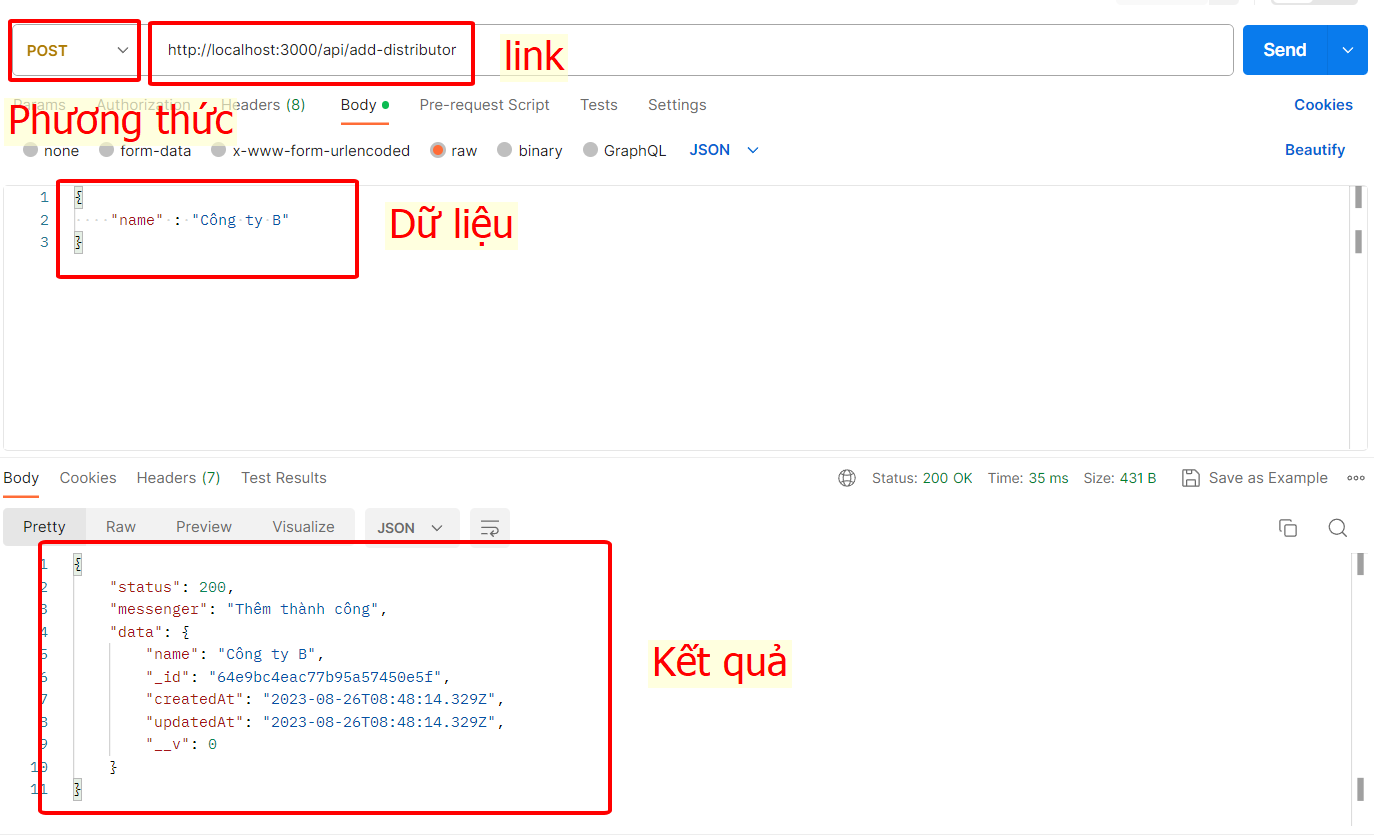 POST http://localhost:3000/api/add-distributor link Send
Params Authorization Headers (8) Body Pre-request Script Tests Settings Cookies
Phương thức
none form-data x-www-form-urlencoded raw binary GraphQL JSON Beautify
1 {
2 "name" : "Công ty B"
3 }
Dữ liệu
Body Cookies Headers (7) Test Results Status: 200 OK Time: 35 ms Size: 431 B Save as Example
Pretty Raw Preview Visualize JSON
1 {
2 "status": 200,
3 "messenger": "Thêm thành công",
4 "data": {
5 "name": "Công ty B",
6 "_id": "64e9bc4eac77b95a57450e5f",
7 "createdAt": "2023-08-26T08:48:14.329Z",
8 "updatedAt": "2023-08-26T08:48:14.329Z",
9 "__v": 0
10 }
11 }
Kết quả